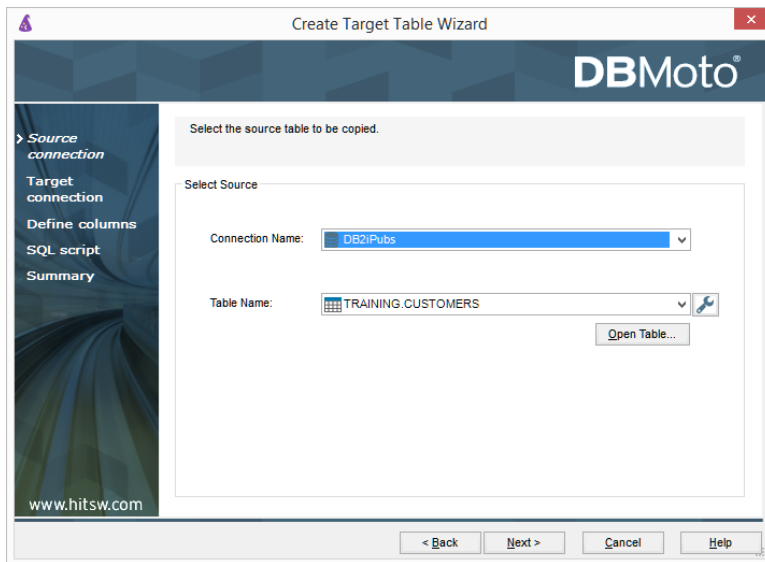 Create Target Table Wizard
DBMoto®
Source
connection
Target
connection
Define columns
SQL script
Summary
www.hitsw.com
Select the source table to be copied.
Select Source
Connection Name:
DB2iPubs
Table Name:
TRAINING.CUSTOMERS
Open Table...
< Back
Next >
Cancel
Help